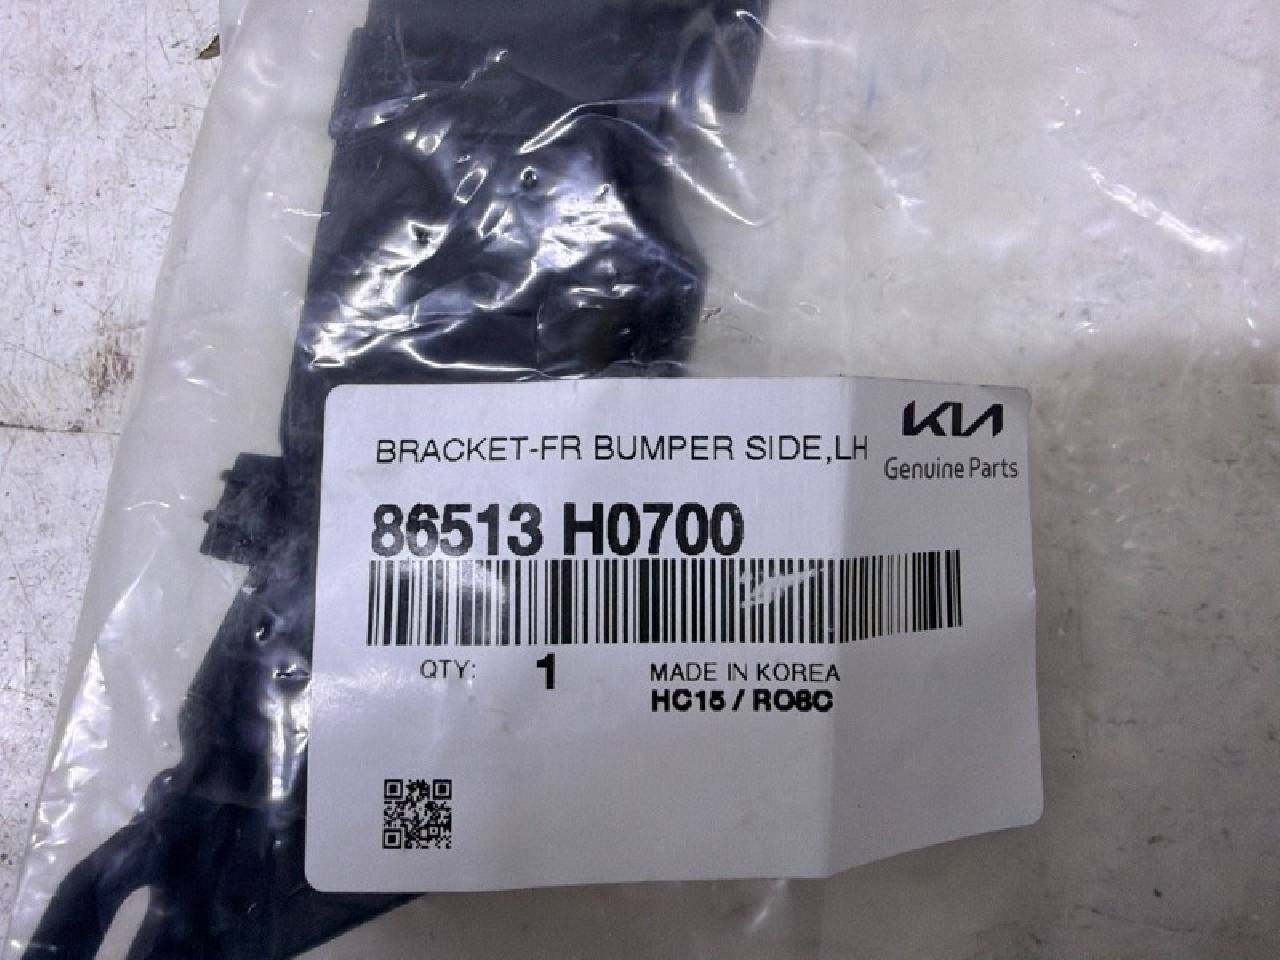 BRACKET-FR BUMPER SIDE,LH
KIA
Genuine Parts
86513 H0700
QTY: 1
MADE IN KOREA
HC15 / RO8C